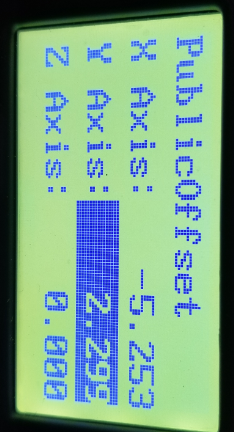 PublicOffset
X Axis: -5.253
Y Axis:
Z Axis: 0.000